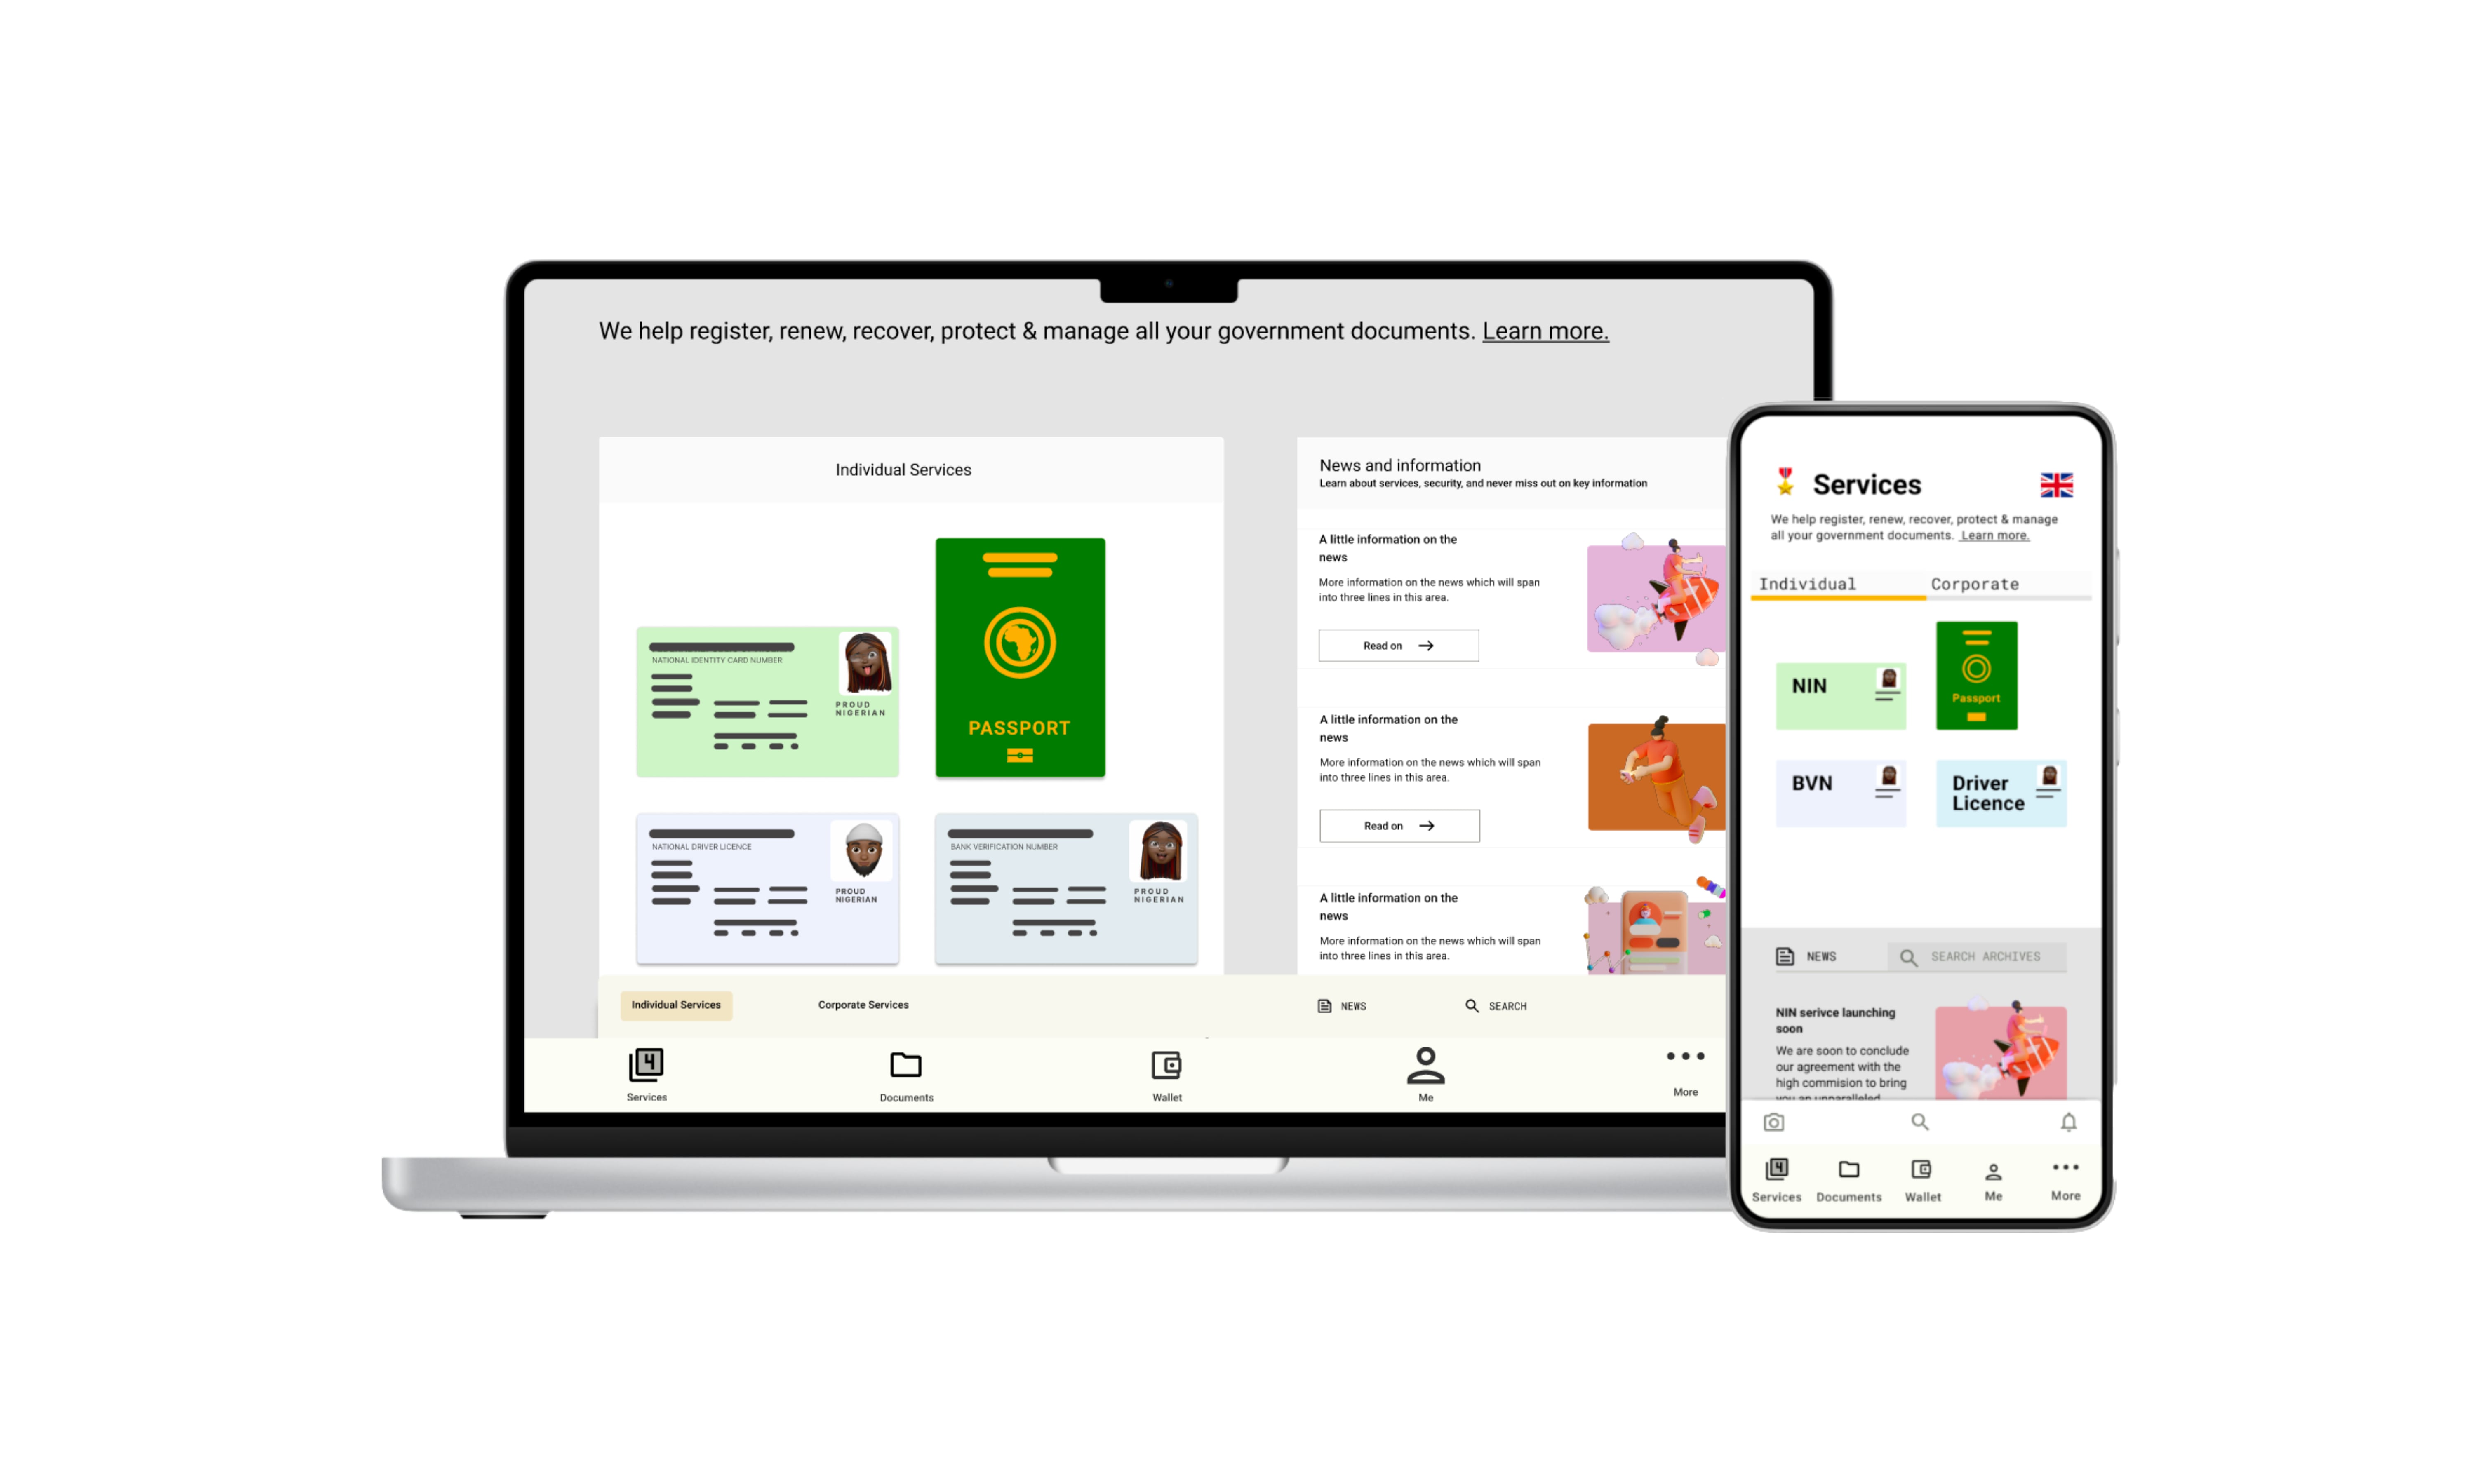 We help register, renew, recover, protect & manage all your government documents. Learn more.
Individual Services
NATIONAL IDENTITY CARD NUMBER
PROUD
NIGERIAN
PASSPORT
NATIONAL DRIVER LICENCE
PROUD
NIGERIAN
BANK VERIFICATION NUMBER
PROUD
NIGERIAN
News and information
Learn about services, security, and never miss out on key information
A little information on the
news
More information on the news which will span
into three lines in this area.
Read on
A little information on the
news
More information on the news which will span
into three lines in this area.
Read on
A little information on the
news
More information on the news which will span
into three lines in this area.
Individual Services
Corporate Services
NEWS
SEARCH
4
Services
Documents
Wallet
Me
More
Services
We help register, renew, recover, protect & manage
all your government documents. Learn more.
Individual
Corporate
NIN
Passport
BVN
Driver
Licence
NEWS
SEARCH ARCHIVES
NIN serivce launching
soon
We are soon to conclude
our agreement with the
high commision to bring
you an unparalleled
4
Services
Documents
Wallet
Me
More